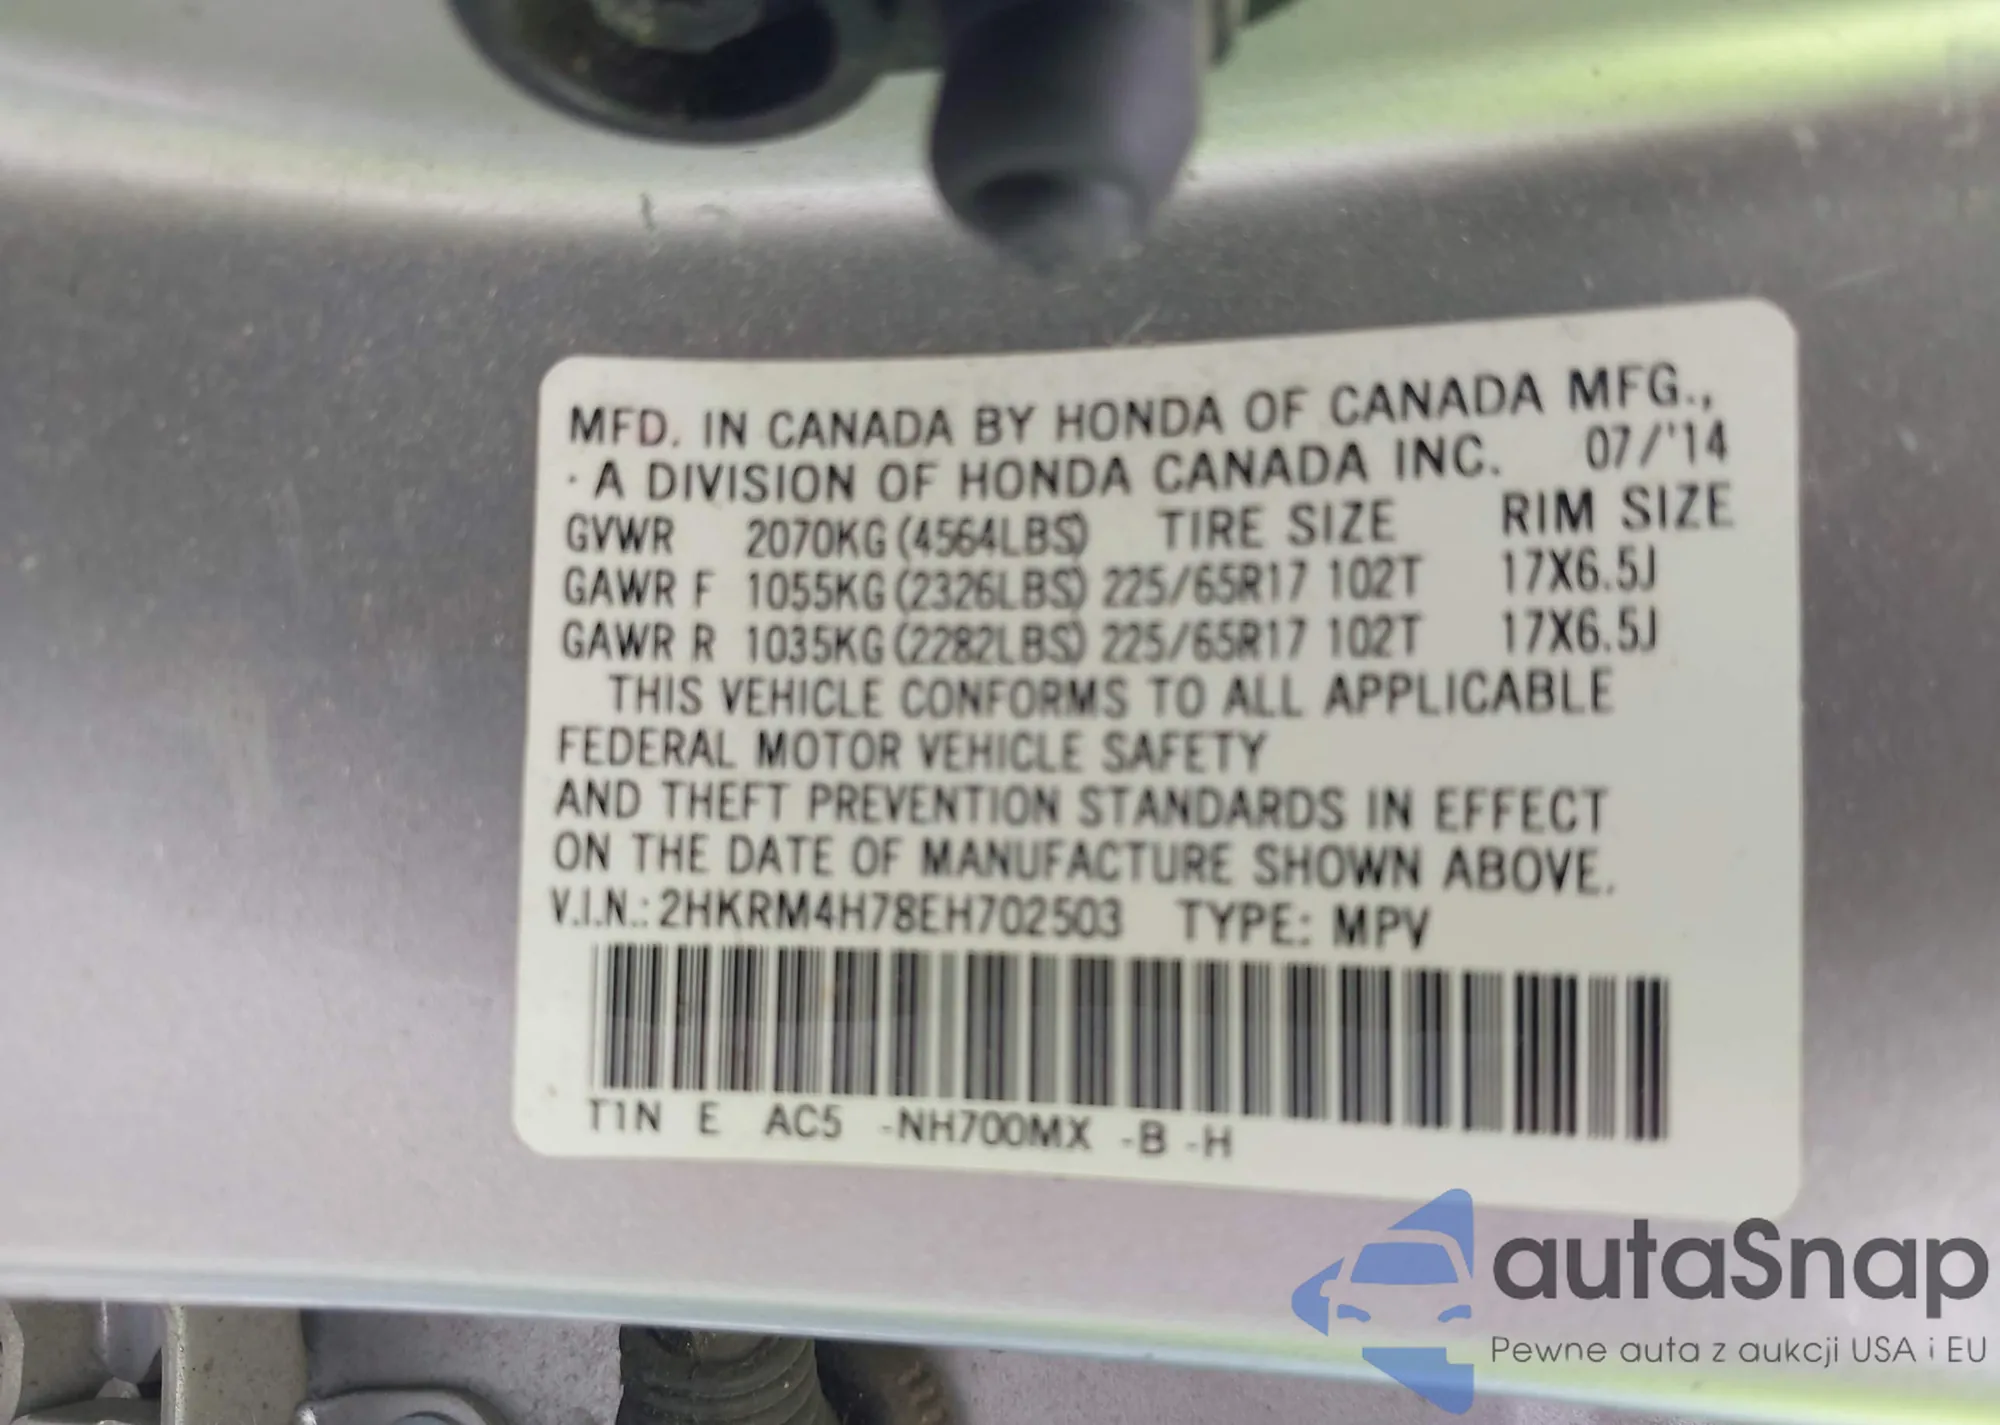 MFD. IN CANADA BY HONDA OF CANADA MFG.,
· A DIVISION OF HONDA CANADA INC. 07/'14
GVWR 2070KG (4564LBS) TIRE SIZE RIM SIZE
GAWR F 1055KG (2326LBS) 225/65R17 102T 17X6.5J
GAWR R 1035KG (2282LBS) 225/65R17 102T 17X6.5J
THIS VEHICLE CONFORMS TO ALL APPLICABLE
FEDERAL MOTOR VEHICLE SAFETY
AND THEFT PREVENTION STANDARDS IN EFFECT
ON THE DATE OF MANUFACTURE SHOWN ABOVE.
V.I.N.: 2HKRM4H78EH702503 TYPE: MPV
T1N E AC5 -NH700MX -B -H
autaSnap
Pewne auta z aukcji USA i EU